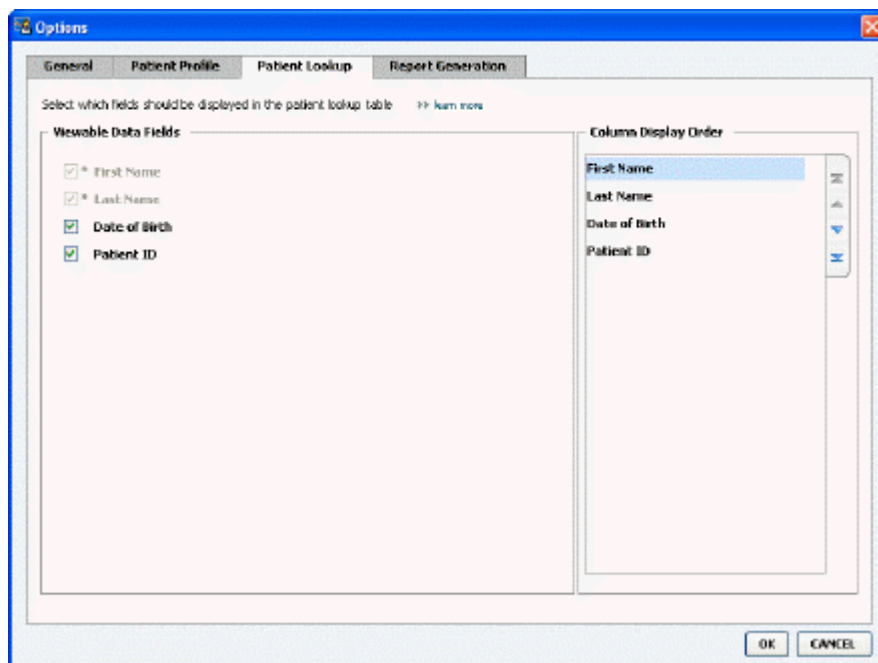 Options
General Patient Profile Patient Lookup Report Generation
Select which fields should be displayed in the patient lookup table >> learn more
Viewable Data Fields
Column Display Order
* First Name
* Last Name
Date of Birth
Patient ID
First Name
Last Name
Date of Birth
Patient ID
OK CANCEL